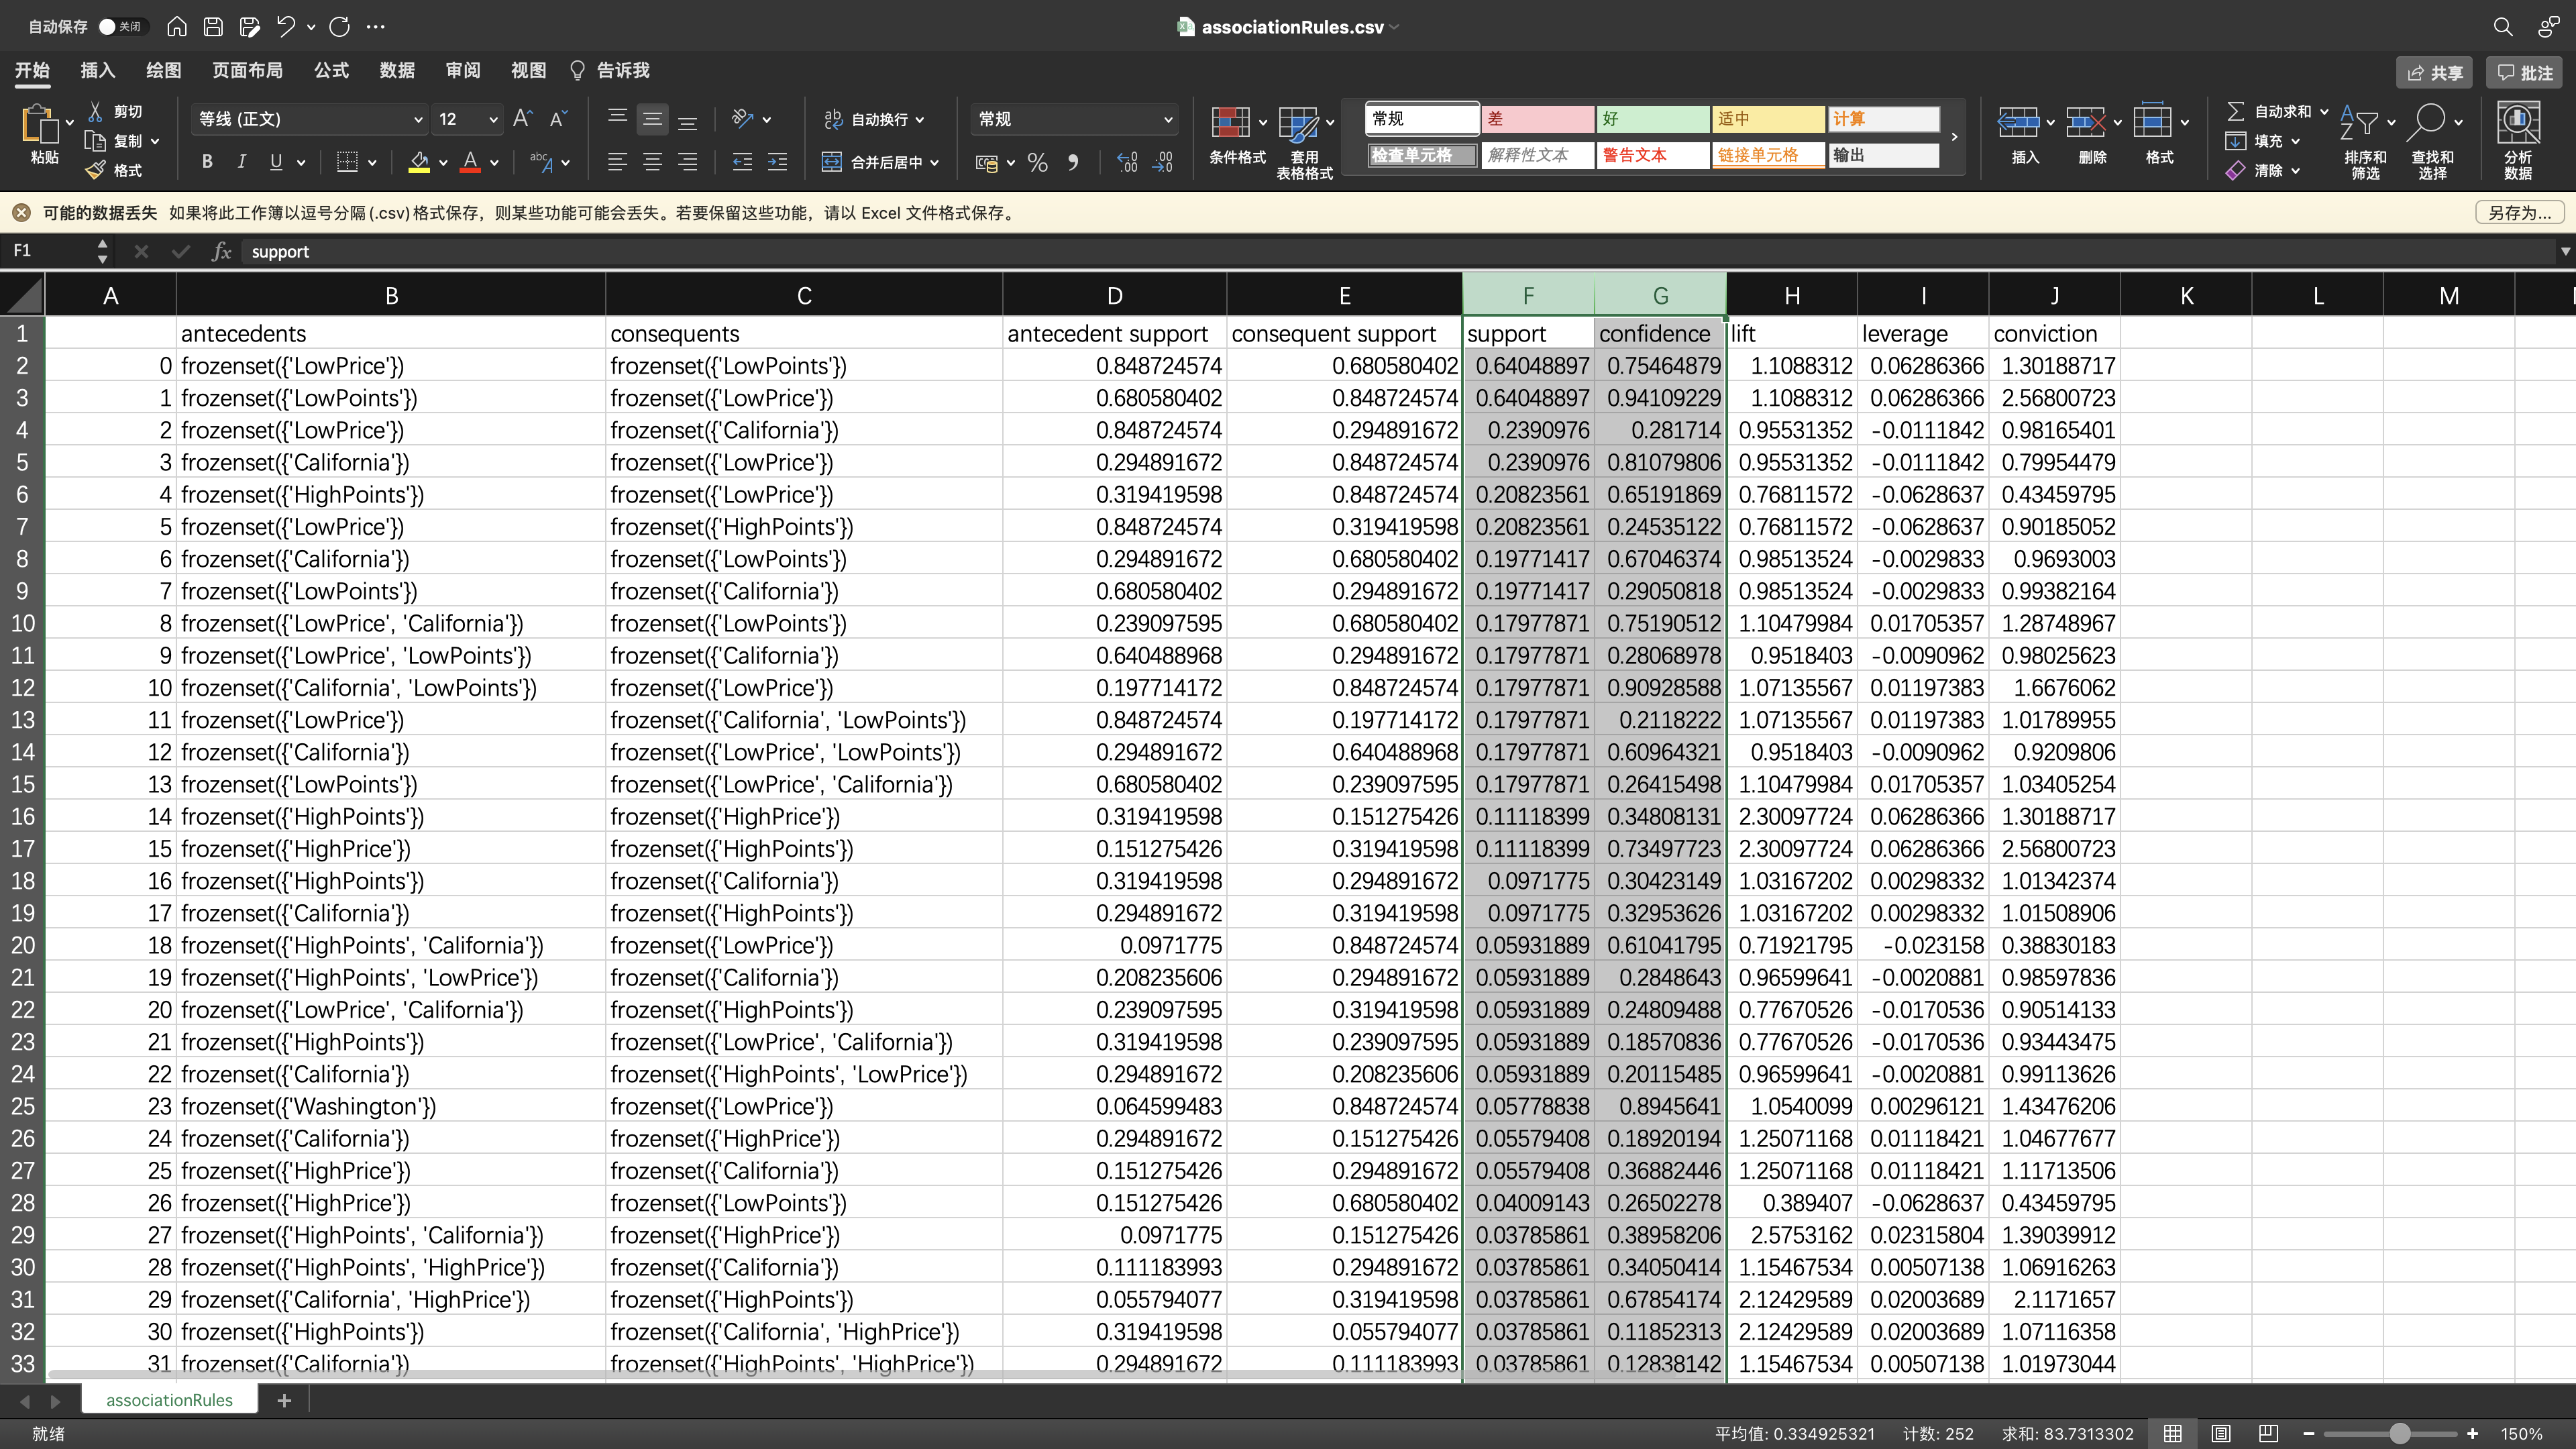 自动保存 关闭 associationRules.csv
开始 插入 绘图 页面布局 公式 数据 审阅 视图 告诉我 共享 批注
粘贴 剪切 复制 格式 等线 (正文) 12 自动换行 合并后居中 常规 条件格式 套用表格格式 常规 差 好 适中 计算 检查单元格 解释性文本 警告文本 链接单元格 输出 插入 删除 格式 自动求和 填充 清除 排序和筛选 查找和选择 分析数据
可能的数据丢失 如果将此工作簿以逗号分隔(.csv)格式保存，则某些功能可能会丢失。若要保留这些功能，请以 Excel 文件格式保存。 另存为...
F1 fx support
A B C D E F G H I J K L M
1 antecedents consequents antecedent support consequent support support confidence lift leverage conviction
2 0 frozenset({'LowPrice'}) frozenset({'LowPoints'}) 0.848724574 0.680580402 0.64048897 0.75464879 1.1088312 0.06286366 1.30188717
3 1 frozenset({'LowPoints'}) frozenset({'LowPrice'}) 0.680580402 0.848724574 0.64048897 0.94109229 1.1088312 0.06286366 2.56800723
4 2 frozenset({'LowPrice'}) frozenset({'California'}) 0.848724574 0.294891672 0.2390976 0.281714 0.95531352 -0.0111842 0.98165401
5 3 frozenset({'California'}) frozenset({'LowPrice'}) 0.294891672 0.848724574 0.2390976 0.81079806 0.95531352 -0.0111842 0.79954479
6 4 frozenset({'HighPoints'}) frozenset({'LowPrice'}) 0.319419598 0.848724574 0.20823561 0.65191869 0.76811572 -0.0628637 0.43459795
7 5 frozenset({'LowPrice'}) frozenset({'HighPoints'}) 0.848724574 0.319419598 0.20823561 0.24535122 0.76811572 -0.0628637 0.90185052
8 6 frozenset({'California'}) frozenset({'LowPoints'}) 0.294891672 0.680580402 0.19771417 0.67046374 0.98513524 -0.0029833 0.9693003
9 7 frozenset({'LowPoints'}) frozenset({'California'}) 0.680580402 0.294891672 0.19771417 0.29050818 0.98513524 -0.0029833 0.99382164
10 8 frozenset({'LowPrice', 'California'}) frozenset({'LowPoints'}) 0.239097595 0.680580402 0.17977871 0.75190512 1.10479984 0.01705357 1.28748967
11 9 frozenset({'LowPrice', 'LowPoints'}) frozenset({'California'}) 0.640488968 0.294891672 0.17977871 0.28068978 0.9518403 -0.0090962 0.98025623
12 10 frozenset({'California', 'LowPoints'}) frozenset({'LowPrice'}) 0.197714172 0.848724574 0.17977871 0.90928588 1.07135567 0.01197383 1.6676062
13 11 frozenset({'LowPrice'}) frozenset({'California', 'LowPoints'}) 0.848724574 0.197714172 0.17977871 0.2118222 1.07135567 0.01197383 1.01789955
14 12 frozenset({'California'}) frozenset({'LowPrice', 'LowPoints'}) 0.294891672 0.640488968 0.17977871 0.60964321 0.9518403 -0.0090962 0.9209806
15 13 frozenset({'LowPoints'}) frozenset({'LowPrice', 'California'}) 0.680580402 0.239097595 0.17977871 0.26415498 1.10479984 0.01705357 1.03405254
16 14 frozenset({'HighPoints'}) frozenset({'HighPrice'}) 0.319419598 0.151275426 0.11118399 0.34808131 2.30097724 0.06286366 1.30188717
17 15 frozenset({'HighPrice'}) frozenset({'HighPoints'}) 0.151275426 0.319419598 0.11118399 0.73497723 2.30097724 0.06286366 2.56800723
18 16 frozenset({'HighPoints'}) frozenset({'California'}) 0.319419598 0.294891672 0.0971775 0.30423149 1.03167202 0.00298332 1.01342374
19 17 frozenset({'California'}) frozenset({'HighPoints'}) 0.294891672 0.319419598 0.0971775 0.32953626 1.03167202 0.00298332 1.01508906
20 18 frozenset({'HighPoints', 'California'}) frozenset({'LowPrice'}) 0.0971775 0.848724574 0.05931889 0.61041795 0.71921795 -0.023158 0.38830183
21 19 frozenset({'HighPoints', 'LowPrice'}) frozenset({'California'}) 0.208235606 0.294891672 0.05931889 0.2848643 0.96599641 -0.0020881 0.98597836
22 20 frozenset({'LowPrice', 'California'}) frozenset({'HighPoints'}) 0.239097595 0.319419598 0.05931889 0.24809488 0.77670526 -0.0170536 0.90514133
23 21 frozenset({'HighPoints'}) frozenset({'LowPrice', 'California'}) 0.319419598 0.239097595 0.05931889 0.18570836 0.77670526 -0.0170536 0.93443475
24 22 frozenset({'California'}) frozenset({'HighPoints', 'LowPrice'}) 0.294891672 0.208235606 0.05931889 0.20115485 0.96599641 -0.0020881 0.99113626
25 23 frozenset({'Washington'}) frozenset({'LowPrice'}) 0.064599483 0.848724574 0.05778838 0.8945641 1.0540099 0.00296121 1.43476206
26 24 frozenset({'California'}) frozenset({'HighPrice'}) 0.294891672 0.151275426 0.05579408 0.18920194 1.25071168 0.01118421 1.04677677
27 25 frozenset({'HighPrice'}) frozenset({'California'}) 0.151275426 0.294891672 0.05579408 0.36882446 1.25071168 0.01118421 1.11713506
28 26 frozenset({'HighPrice'}) frozenset({'LowPoints'}) 0.151275426 0.680580402 0.04009143 0.26502278 0.389407 -0.0628637 0.43459795
29 27 frozenset({'HighPoints', 'California'}) frozenset({'HighPrice'}) 0.0971775 0.151275426 0.03785861 0.38958206 2.5753162 0.02315804 1.39039912
30 28 frozenset({'HighPoints', 'HighPrice'}) frozenset({'California'}) 0.111183993 0.294891672 0.03785861 0.34050414 1.15467534 0.00507138 1.06916263
31 29 frozenset({'California', 'HighPrice'}) frozenset({'HighPoints'}) 0.055794077 0.319419598 0.03785861 0.67854174 2.12429589 0.02003689 2.1171657
32 30 frozenset({'HighPoints'}) frozenset({'California', 'HighPrice'}) 0.319419598 0.055794077 0.03785861 0.11852313 2.12429589 0.02003689 1.07116358
33 31 frozenset({'California'}) frozenset({'HighPoints', 'HighPrice'}) 0.294891672 0.111183993 0.03785861 0.12838142 1.15467534 0.00507138 1.01973044
associationRules
就绪 平均值: 0.334925321 计数: 252 求和: 83.7313302 150%